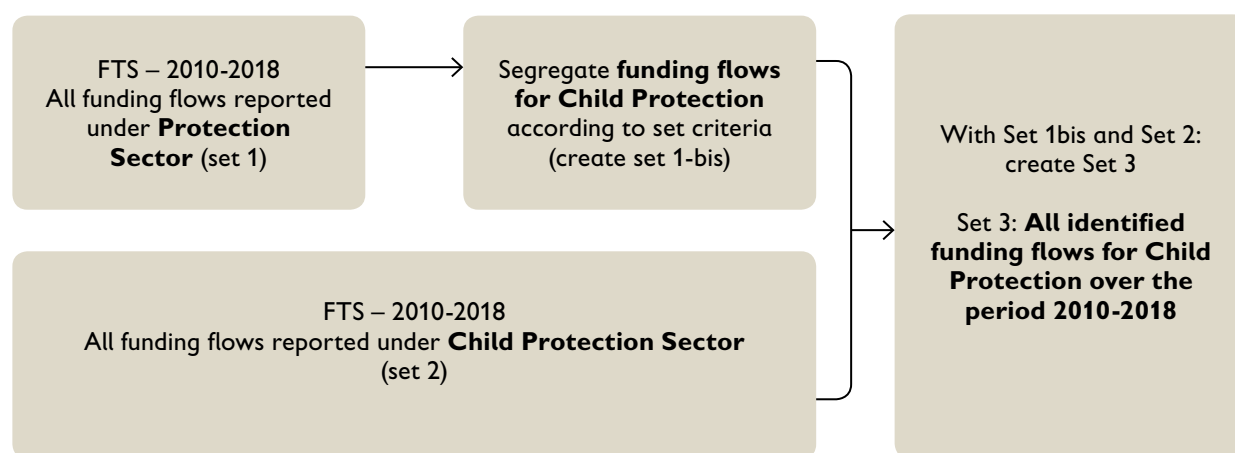 FTS – 2010-2018
All funding flows reported
under Protection
Sector (set 1)
Segregate funding flows
for Child Protection
according to set criteria
(create set 1-bis)
FTS – 2010-2018
All funding flows reported under Child Protection Sector
(set 2)
With Set 1bis and Set 2:
create Set 3
Set 3: All identified
funding flows for Child
Protection over the
period 2010-2018